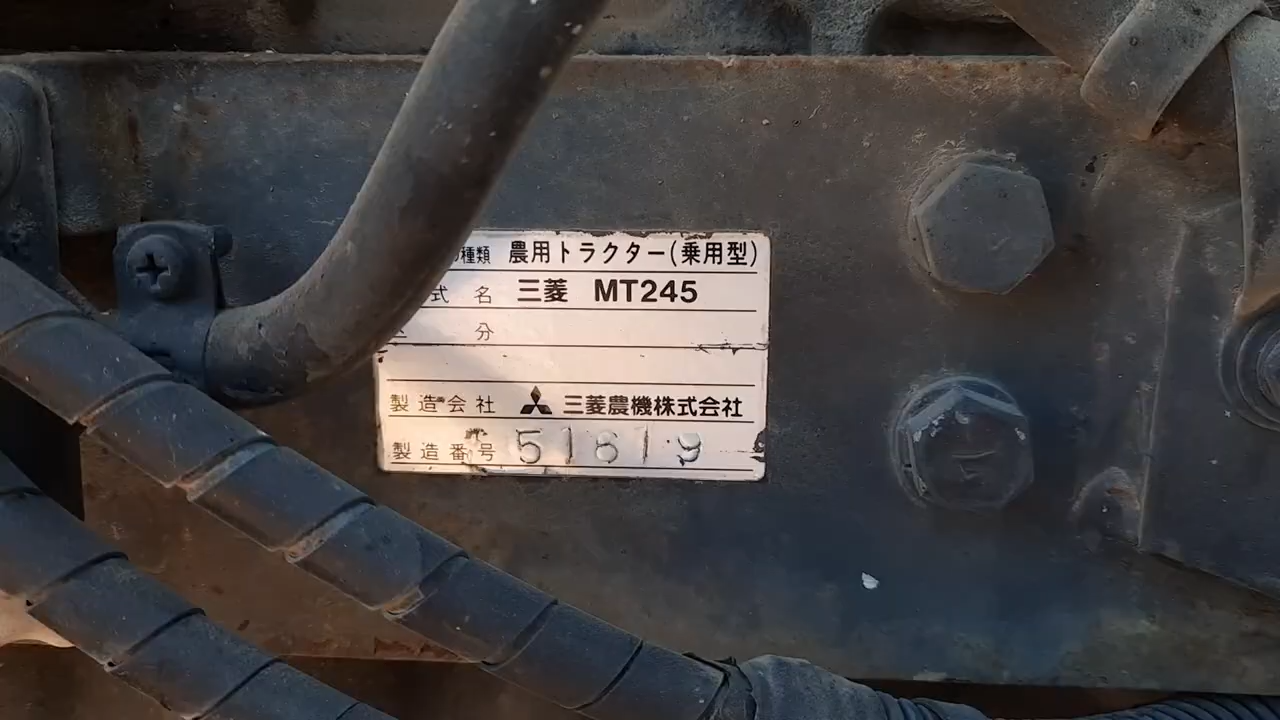 種類 農用トラクター(乗用型)
式 名 三菱 MT245
分
製造会社 三菱農機株式会社
製造番号 51619